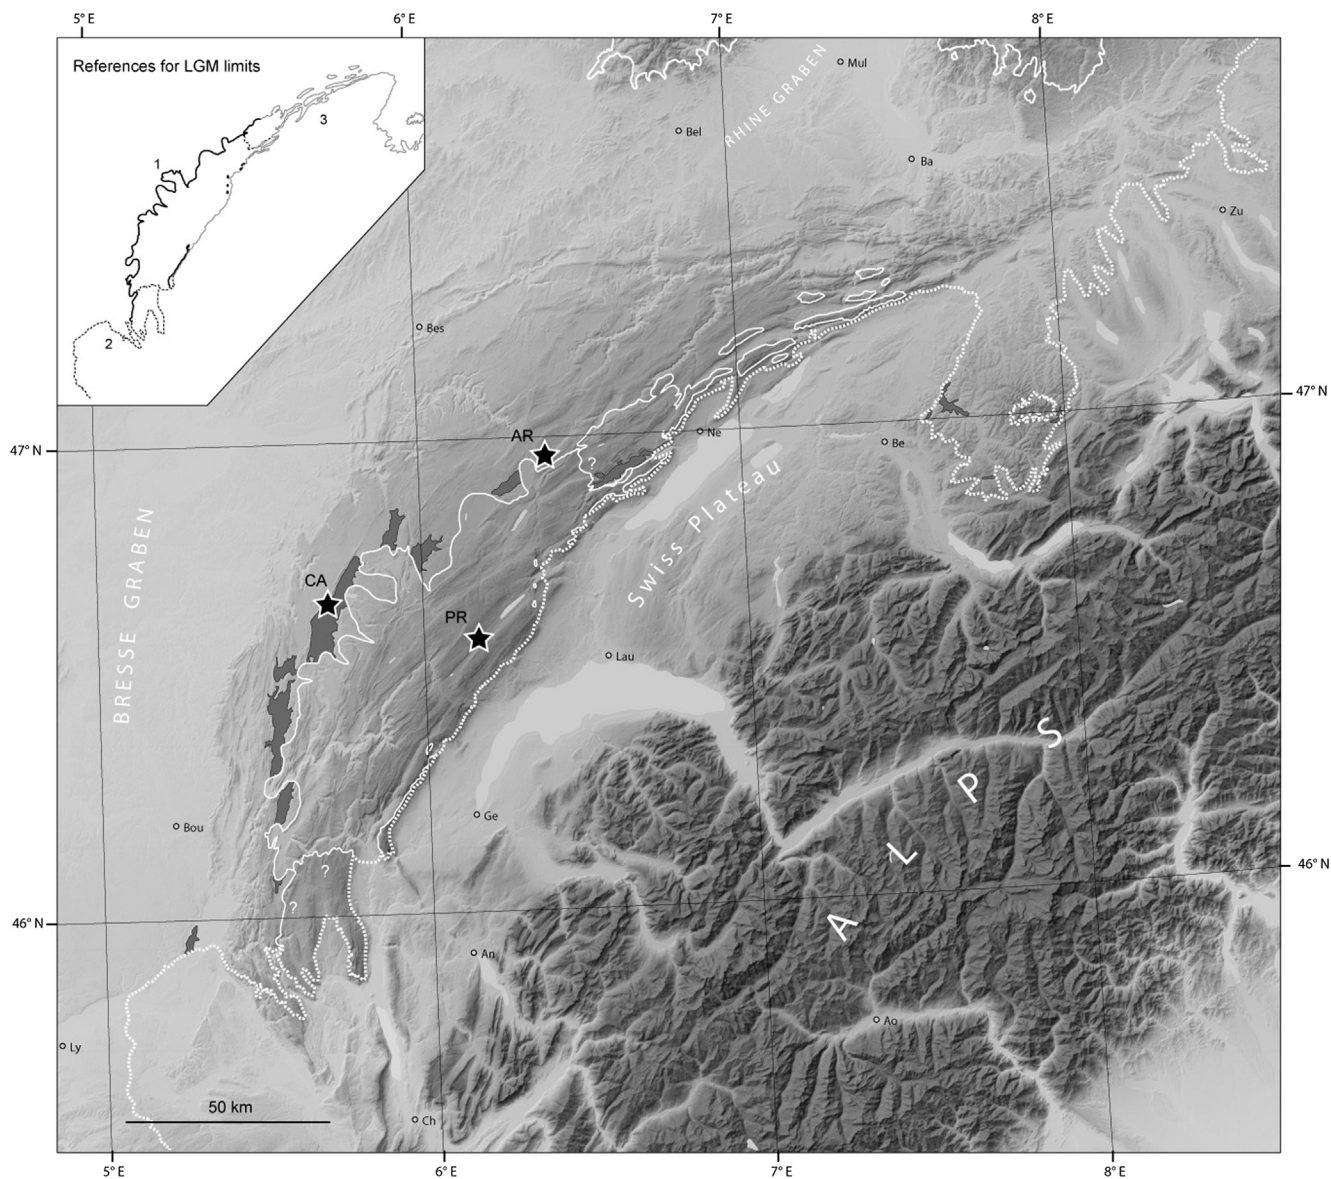 5° E
6° E
7° E
8° E
References for LGM limits
1
2
3
RHINE GRABEN
Mul
Bel
Ba
Zu
Bes
47° N
AR
?
Ne
Be
47° N
Swiss Plateau
BRESSE GRABEN
CA
PR
Lau
ALPS
Bou
Ge
46° N
?
?
46° N
An
Ao
Ly
50 km
Ch
5° E
6° E
7° E
8° E